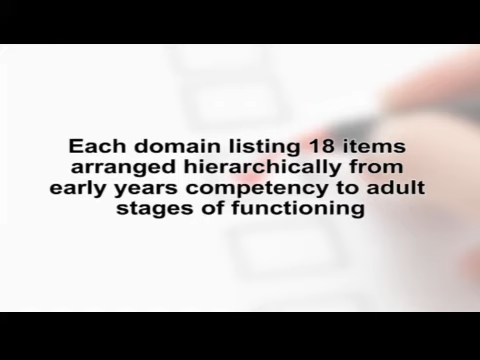 Each domain listing 18 items
arranged hierarchically from
early years competency to adult
stages of functioning